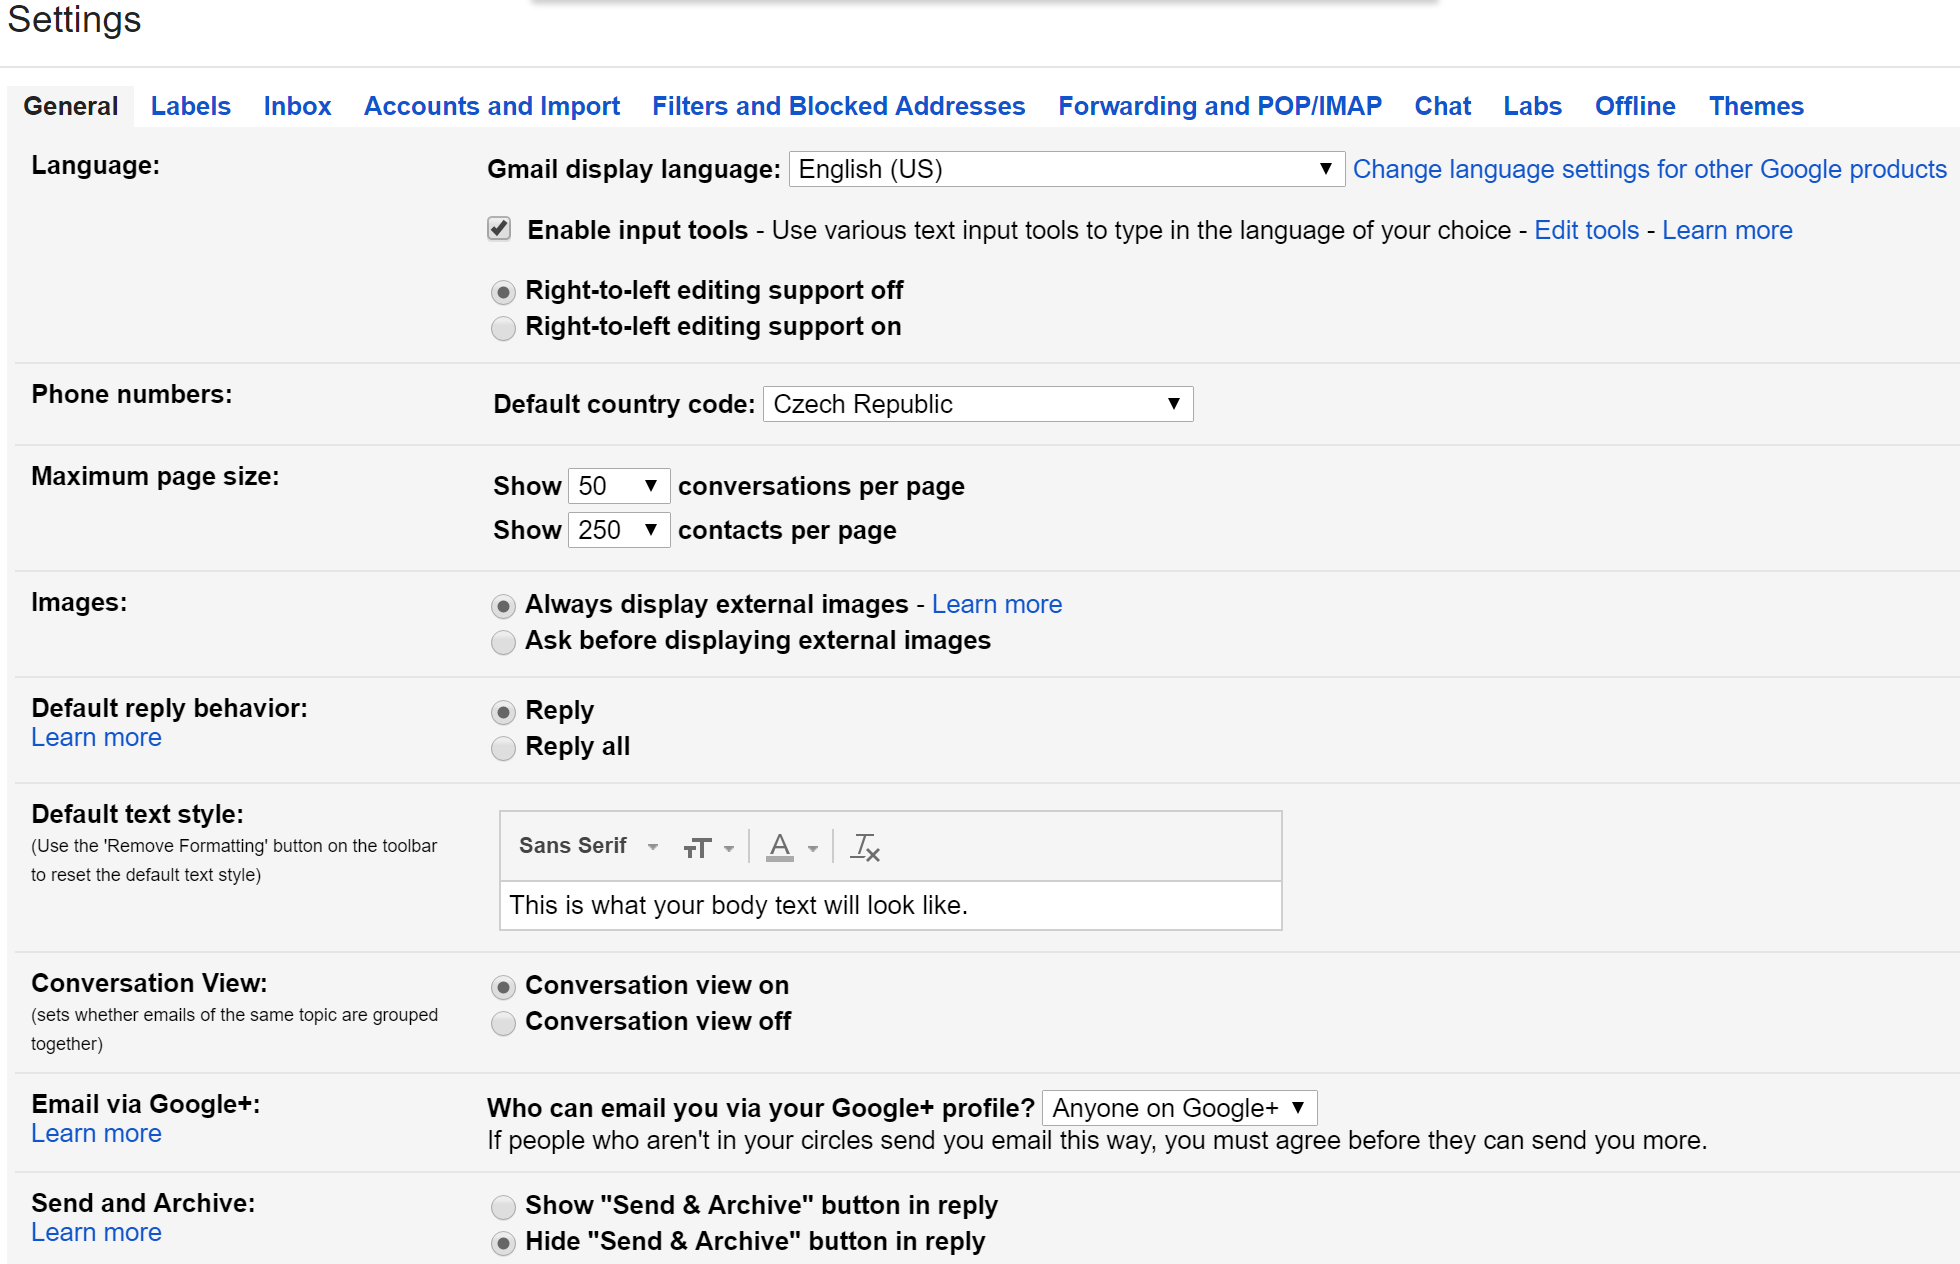 Settings
General Labels Inbox Accounts and Import Filters and Blocked Addresses Forwarding and POP/IMAP Chat Labs Offline Themes
Language:
Gmail display language: English (US) Change language settings for other Google products
Enable input tools - Use various text input tools to type in the language of your choice - Edit tools - Learn more
Right-to-left editing support off
Right-to-left editing support on
Phone numbers:
Default country code: Czech Republic
Maximum page size:
Show 50 conversations per page
Show 250 contacts per page
Images:
Always display external images - Learn more
Ask before displaying external images
Default reply behavior:
Learn more
Reply
Reply all
Default text style:
(Use the 'Remove Formatting' button on the toolbar
to reset the default text style)
Sans Serif
This is what your body text will look like.
Conversation View:
(sets whether emails of the same topic are grouped
together)
Conversation view on
Conversation view off
Email via Google+:
Learn more
Who can email you via your Google+ profile? Anyone on Google+
If people who aren't in your circles send you email this way, you must agree before they can send you more.
Send and Archive:
Learn more
Show "Send & Archive" button in reply
Hide "Send & Archive" button in reply